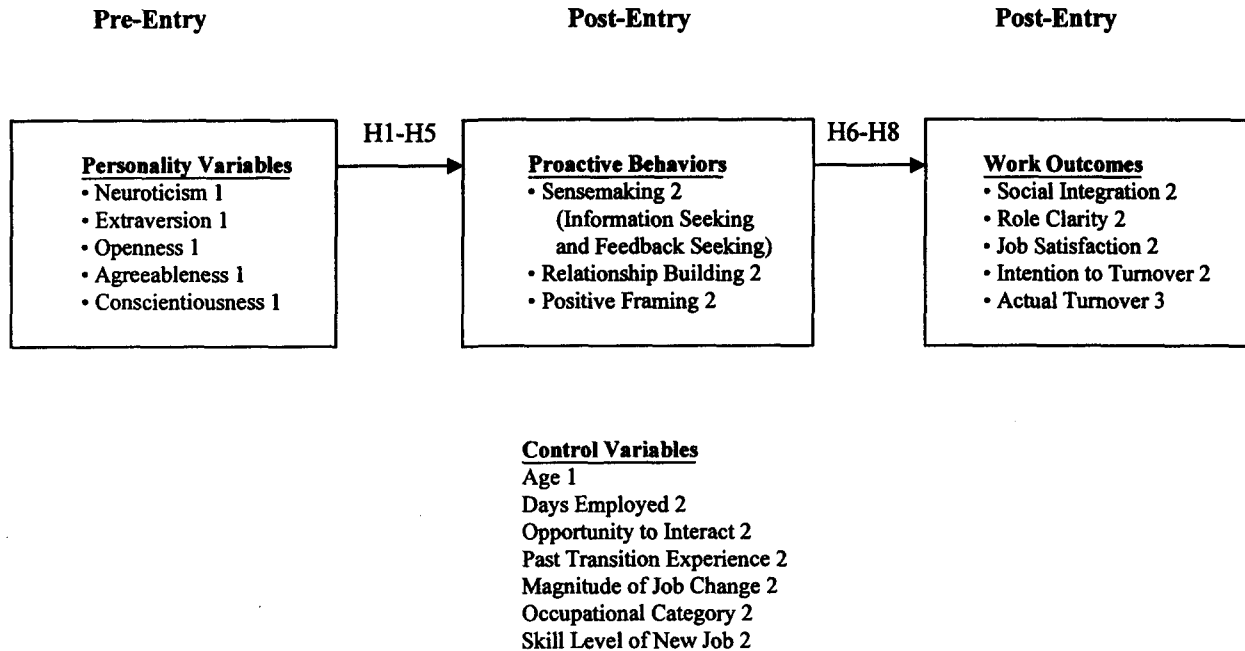 Pre-Entry
Post-Entry
Post-Entry
H1-H5
H6-H8
Personality Variables
• Neuroticism 1
• Extraversion 1
• Openness 1
• Agreeableness 1
• Conscientiousness 1
Proactive Behaviors
• Sensemaking 2
(Information Seeking
and Feedback Seeking)
• Relationship Building 2
• Positive Framing 2
Work Outcomes
• Social Integration 2
• Role Clarity 2
• Job Satisfaction 2
• Intention to Turnover 2
• Actual Turnover 3
Control Variables
Age 1
Days Employed 2
Opportunity to Interact 2
Past Transition Experience 2
Magnitude of Job Change 2
Occupational Category 2
Skill Level of New Job 2